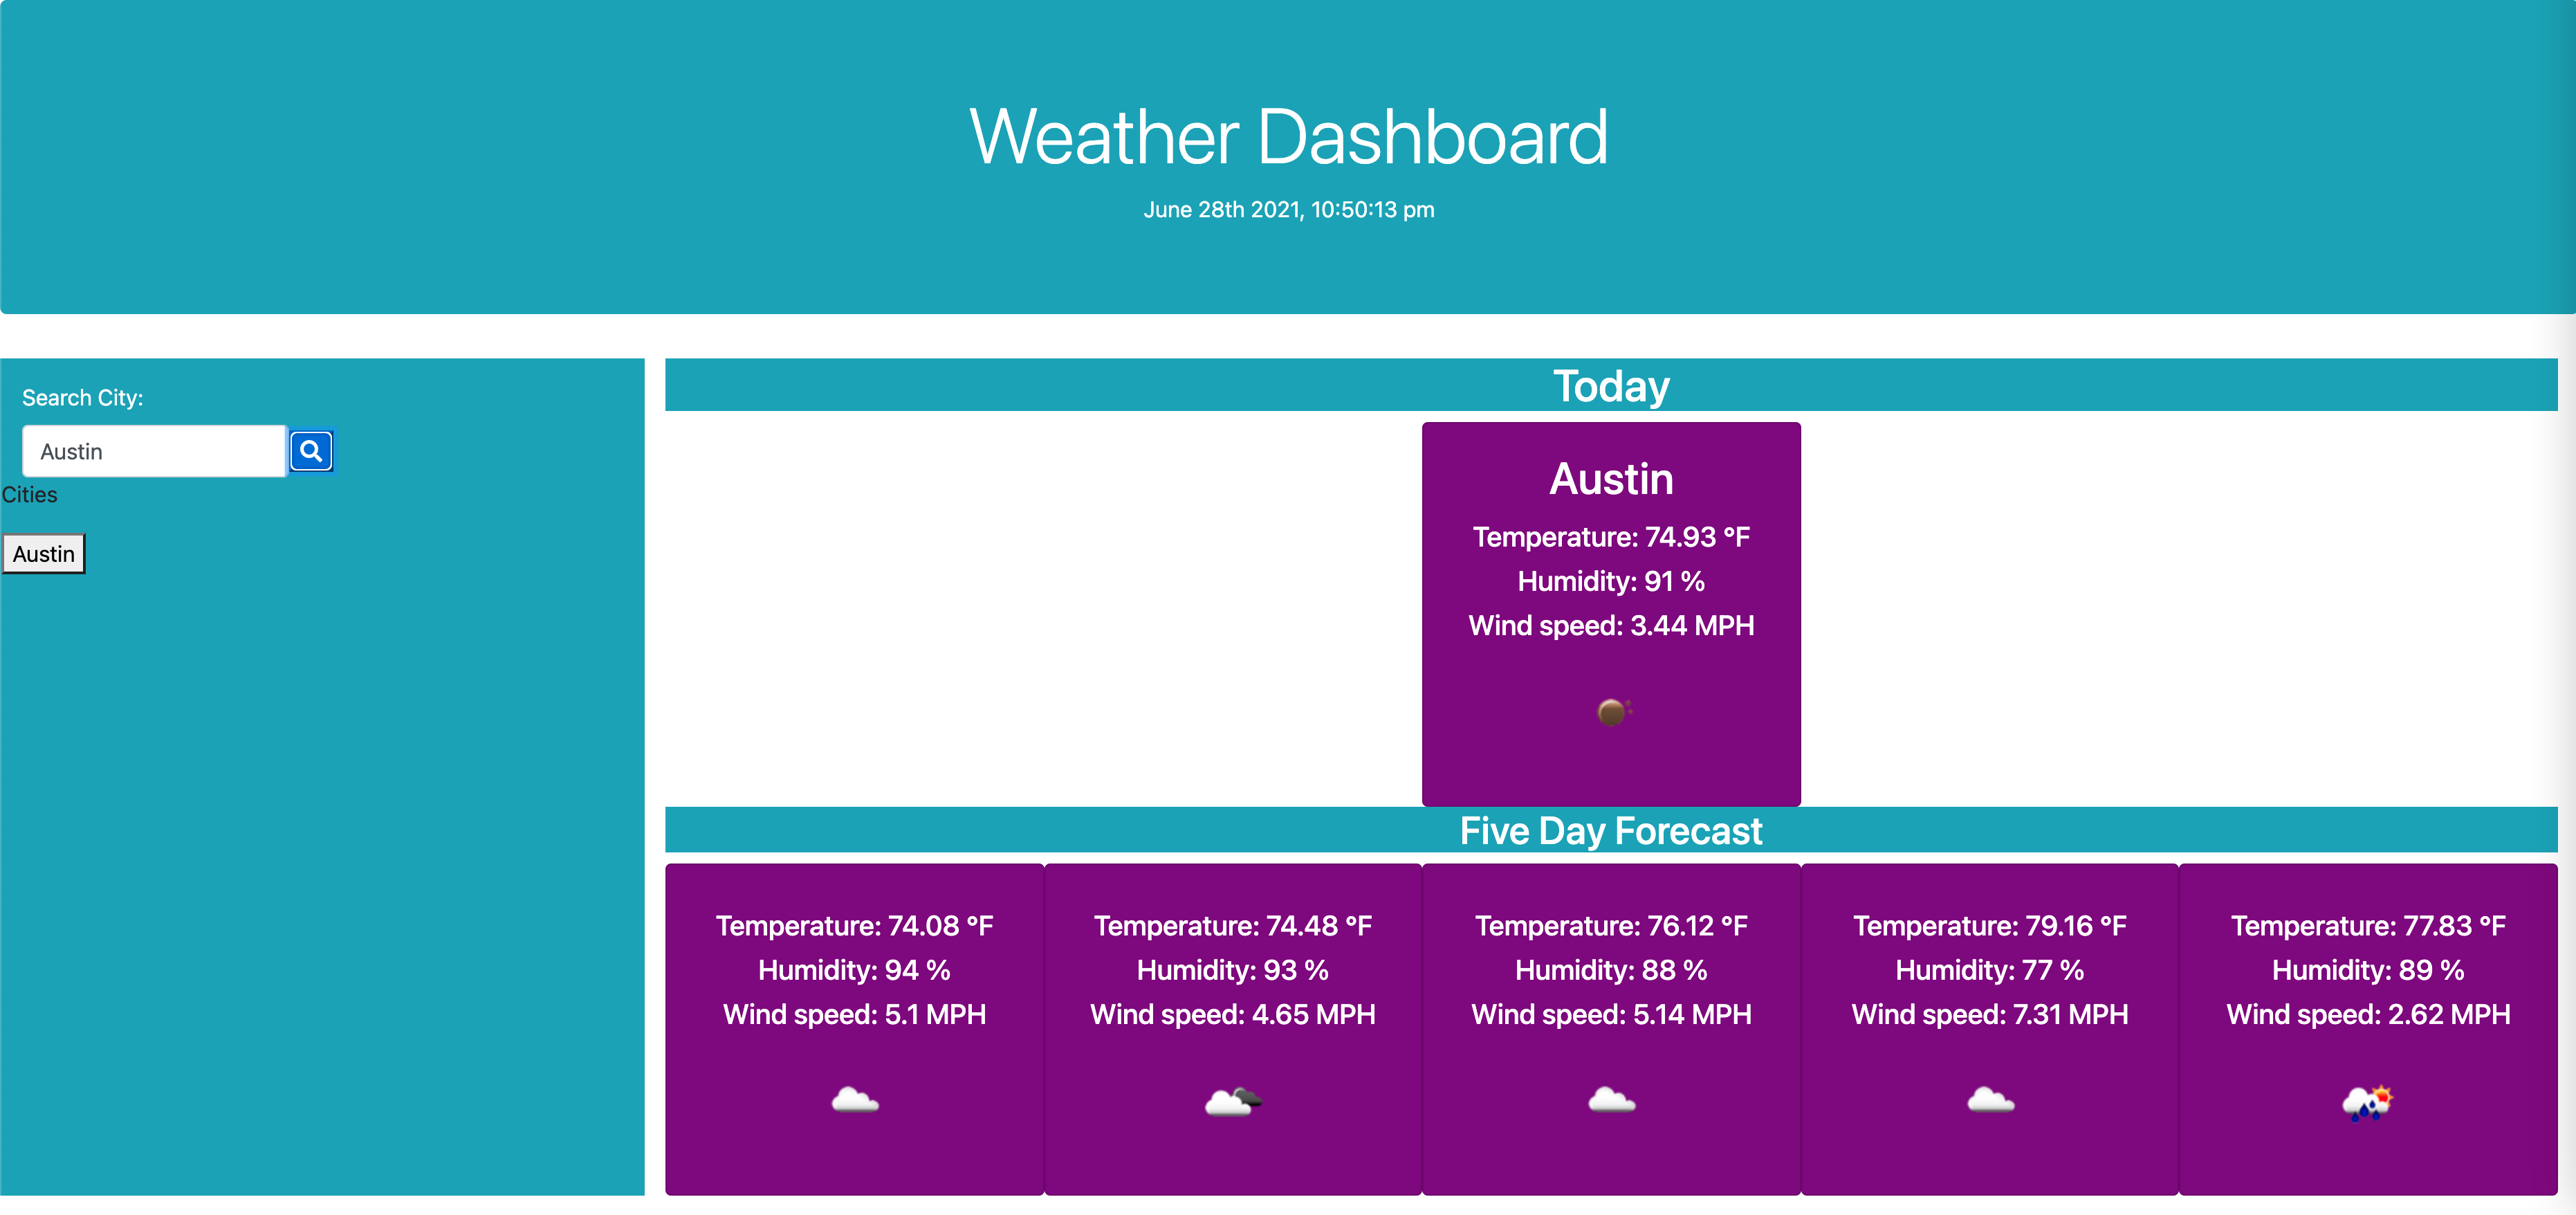 Weather Dashboard
June 28th 2021, 10:50:13 pm
Search City:
Austin
Cities
Austin
Today
Austin
Temperature: 74.93 °F
Humidity: 91 %
Wind speed: 3.44 MPH
Five Day Forecast
Temperature: 74.08 °F
Humidity: 94 %
Wind speed: 5.1 MPH
Temperature: 74.48 °F
Humidity: 93 %
Wind speed: 4.65 MPH
Temperature: 76.12 °F
Humidity: 88 %
Wind speed: 5.14 MPH
Temperature: 79.16 °F
Humidity: 77 %
Wind speed: 7.31 MPH
Temperature: 77.83 °F
Humidity: 89 %
Wind speed: 2.62 MPH